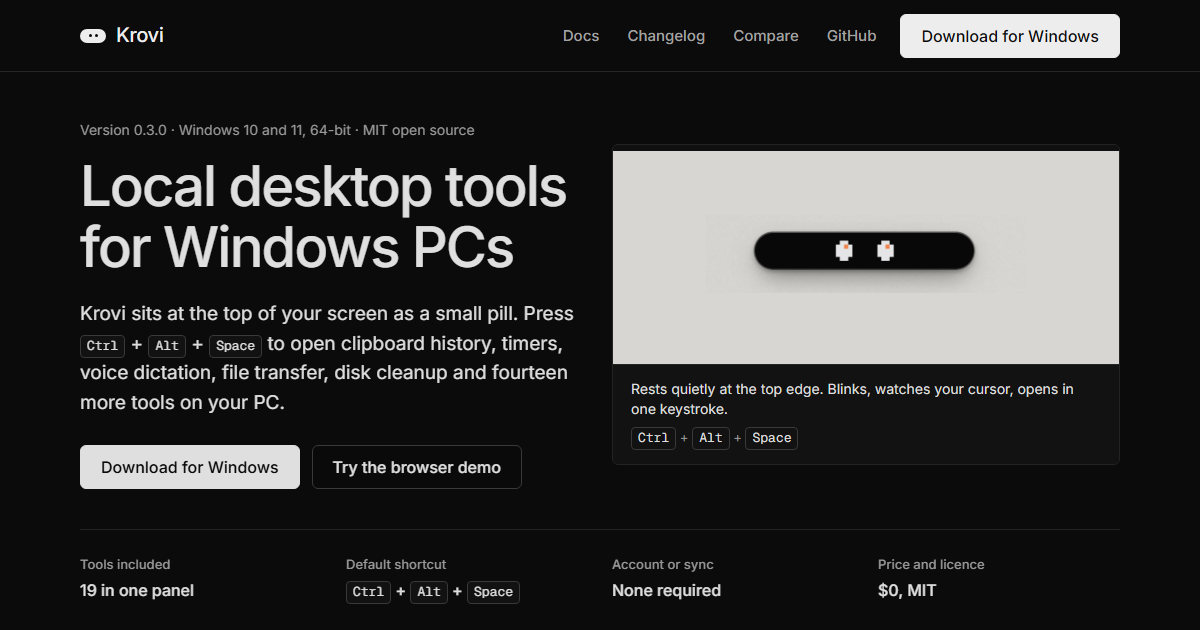 Krovi
Docs
Changelog
Compare
GitHub
Download for Windows
Version 0.3.0 · Windows 10 and 11, 64-bit · MIT open source
Local desktop tools
for Windows PCs
Krovi sits at the top of your screen as a small pill. Press
Ctrl + Alt + Space to open clipboard history, timers,
voice dictation, file transfer, disk cleanup and fourteen
more tools on your PC.
Download for Windows
Try the browser demo
Rests quietly at the top edge. Blinks, watches your cursor, opens in
one keystroke.
Ctrl + Alt + Space
Tools included
19 in one panel
Default shortcut
Ctrl + Alt + Space
Account or sync
None required
Price and licence
$0, MIT